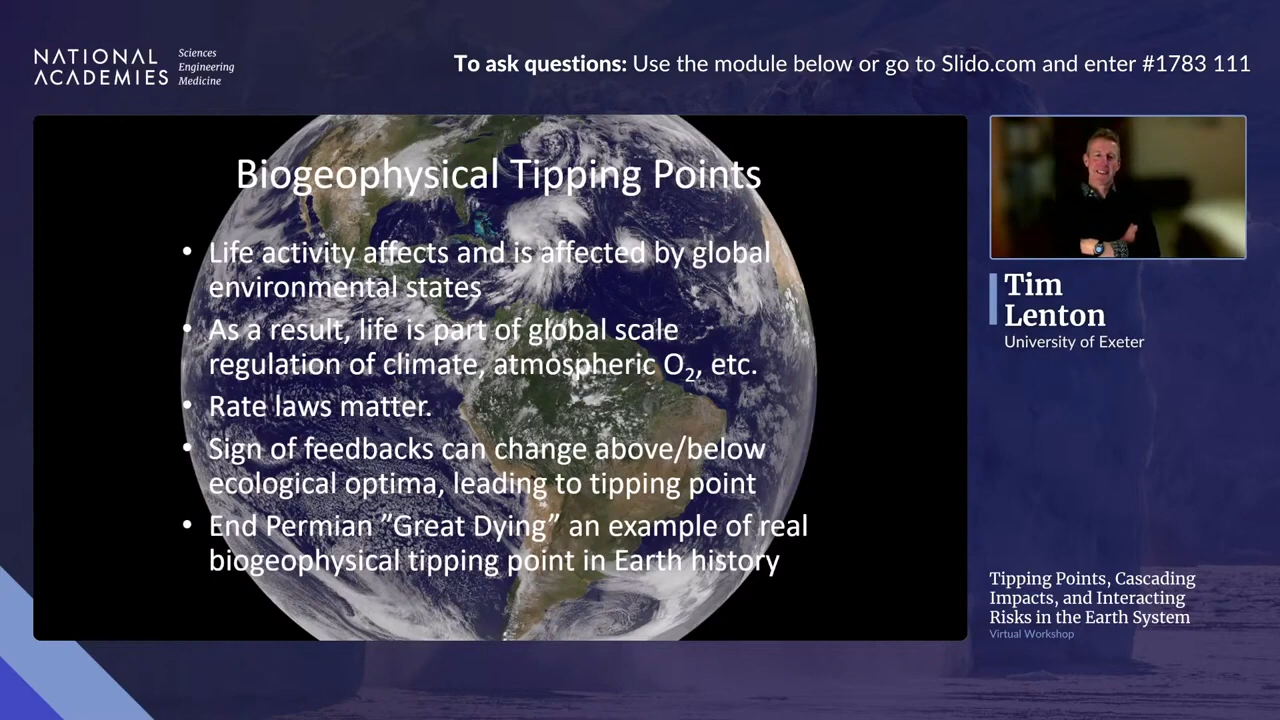 NATIONAL
ACADEMIES
Sciences
Engineering
Medicine
To ask questions: Use the module below or go to Slido.com and enter #1783 111
Biogeophysical Tipping Points
• Life activity affects and is affected by global
environmental states
• As a result, life is part of global scale
regulation of climate, atmospheric O₂, etc.
• Rate laws matter.
• Sign of feedbacks can change above/below
ecological optima, leading to tipping point
• End Permian ”Great Dying” an example of real
biogeophysical tipping point in Earth history
Tim
Lenton
University of Exeter
Tipping Points, Cascading
Impacts, and Interacting
Risks in the Earth System
Virtual Workshop